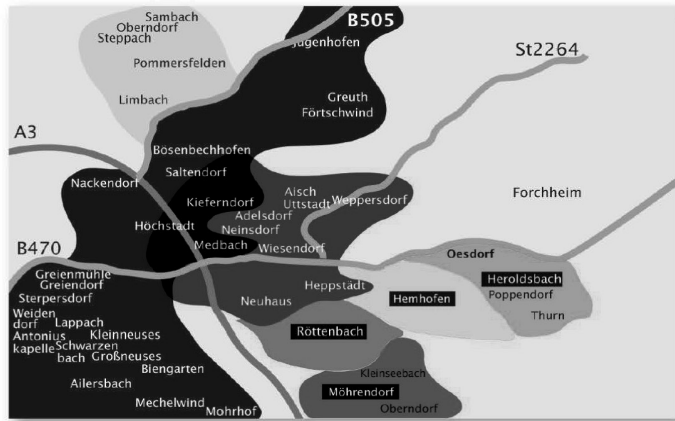 Sambach
Oberndorf
Steppach
Pommersfelden
Limbach
B505
Jugenhofen
St2264
Greuth
Förtschwind
A3
Bösenbechhofen
Saltendorf
Nackendorf
Kieferndorf
Aisch
Uttstadt
Weppersdorf
Forchheim
Höchstadt
Adelsdorf
Neinsdorf
Medbach
Wiesendorf
B470
Oesdorf
Greienmühle
Greiendorf
Sterpersdorf
Heppstädt
Heroldsbach
Neuhaus
Hemhofen
Poppendorf
Thurn
Weiden
dorf
Lappach
Antonius
kapelle
Kleinneuses
Schwarzen
bach
Großneuses
Röttenbach
Biengarten
Ailersbach
Kleinseebach
Möhrendorf
Oberndorf
Mechelwind
Mohrhof